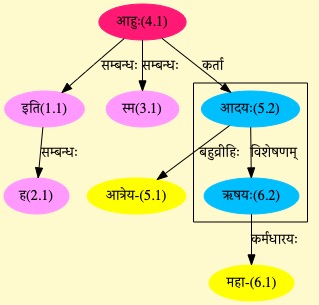 आहुः(4.1)
सम्बन्धः सम्बन्धः कर्ता
इति(1.1) स्म(3.1) आदयः(5.2)
सम्बन्धः बहुव्रीहिः विशेषणम्
ह(2.1) आत्रेय-(5.1) ऋषयः(6.2)
कर्मधारयः
महा-(6.1)